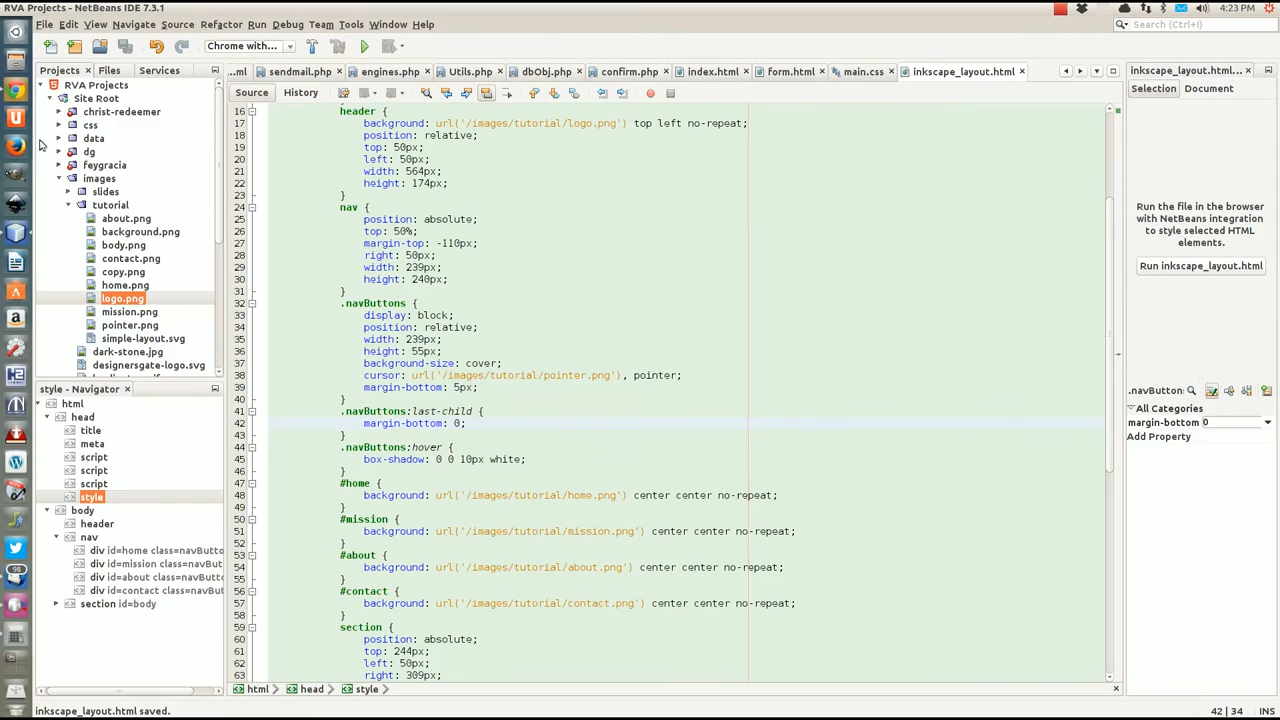 RVA Projects - NetBeans IDE 7.3.1
4:23 PM
File Edit View Navigate Source Refactor Run Debug Team Tools Window Help
Search (Ctrl+I)
Chrome with...
Projects Files Services
...ml sendmail.php engines.php Utils.php dbObj.php confirm.php index.html form.html main.css inkscape_layout.html
inkscape_layout.html...
Source History
Selection Document
RVA Projects
Site Root
christ-redeemer
css
data
dg
feygracia
images
slides
tutorial
about.png
background.png
body.png
contact.png
copy.png
home.png
logo.png
mission.png
pointer.png
simple-layout.svg
dark-stone.jpg
designersgate-logo.svg
style - Navigator
html
head
title
meta
script
script
script
style
body
header
nav
div id=home class=navButto
div id=mission class=navButt
div id=about class=navButto
div id=contact class=navButt
section id=body
16 header {
17 background: url('/images/tutorial/logo.png') top left no-repeat;
18 position: relative;
19 top: 50px;
20 left: 50px;
21 width: 564px;
22 height: 174px;
23 }
24 nav {
25 position: absolute;
26 top: 50%;
27 margin-top: -110px;
28 right: 50px;
29 width: 239px;
30 height: 240px;
31 }
32 .navButtons {
33 display: block;
34 position: relative;
35 width: 239px;
36 height: 55px;
37 background-size: cover;
38 cursor: url('/images/tutorial/pointer.png'), pointer;
39 margin-bottom: 5px;
40 }
41 .navButtons:last-child {
42 margin-bottom: 0;
43 }
44 .navButtons:hover {
45 box-shadow: 0 0 10px white;
46 }
47 #home {
48 background: url('/images/tutorial/home.png') center center no-repeat;
49 }
50 #mission {
51 background: url('/images/tutorial/mission.png') center center no-repeat;
52 }
53 #about {
54 background: url('/images/tutorial/about.png') center center no-repeat;
55 }
56 #contact {
57 background: url('/images/tutorial/contact.png') center center no-repeat;
58 }
59 section {
60 position: absolute;
61 top: 244px;
62 left: 50px;
63 right: 309px;
html head style
Run the file in the browser
with NetBeans integration
to style selected HTML
elements.
Run inkscape_layout.html
.navButton:
All Categories
margin-bottom 0
Add Property
inkscape_layout.html saved.
42 | 34 INS
98